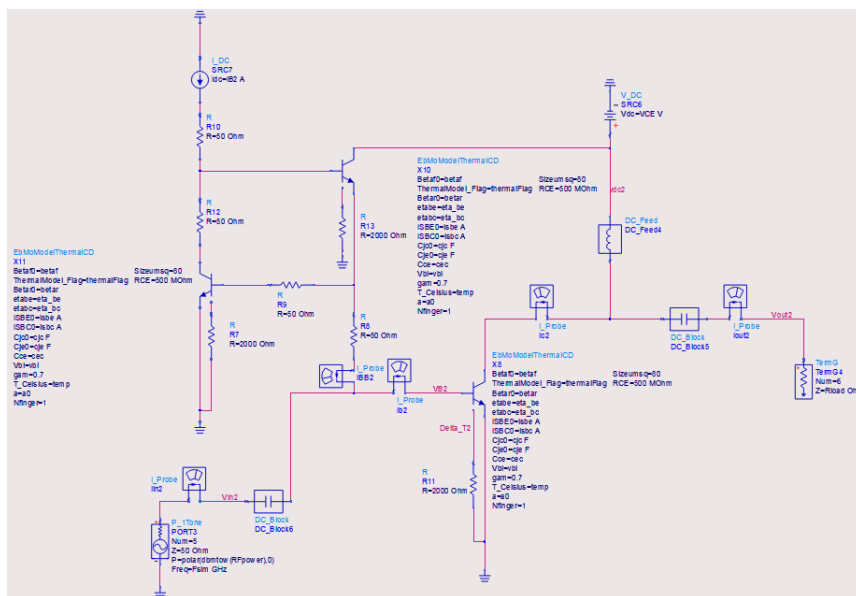 I_DC
SRC7
Idc=IB2 A
R
R10
R=50 Ohm
R
R12
R=50 Ohm
R
R13
R=2000 Ohm
EbMoModelThermalCD
X10
Betaf0=betaf Sizeumsq=80
ThermalModel_Flag=thermalFlag RCE=500 MOhm
Betar0=betar
etabe=eta_be
etabc=eta_bc
ISBE0=Isbe A
ISBC0=Isbc A
Cjc0=cjc F
Cje0=cje F
Cce=cec
Vbi=vbi
gam=0.7
T_Celsius=temp
a=a0
Nfinger=1
V_DC
SRC6
Vdc=VCE V
vdc2
DC_Feed
DC_Feed4
EbMoModelThermalCD
X11
Betaf0=betaf Sizeumsq=80
ThermalModel_Flag=thermalFlag RCE=500 MOhm
Betar0=betar
etabe=eta_be
etabc=eta_bc
ISBE0=Isbe A
ISBC0=Isbc A
Cjc0=cjc F
Cje0=cje F
Cce=cec
Vbi=vbi
gam=0.7
T_Celsius=temp
a=a0
Nfinger=1
R
R7
R=2000 Ohm
R
R9
R=50 Ohm
R
R8
R=50 Ohm
I_Probe
IBB2
I_Probe
Ib2
VB2
I_Probe
Ic2
DC_Block
DC_Block5
I_Probe
Iout2
Vout2
TermG
TermG4
Num=6
Z=Rload Oh
EbMoModelThermalCD
X8
Betaf0=betaf Sizeumsq=80
ThermalModel_Flag=thermalFlag RCE=500 MOhm
Betar0=betar
etabe=eta_be
etabc=eta_bc
ISBE0=Isbe A
ISBC0=Isbc A
Cjc0=cjc F
Cje0=cje F
Cce=cec
Vbi=vbi
gam=0.7
T_Celsius=temp
a=a0
Nfinger=1
Delta_T2
R
R11
R=2000 Ohm
I_Probe
Iin2
Vin2
DC_Block
DC_Block6
P_1Tone
PORT3
Num=5
Z=50 Ohm
P=polar(dbmtow(RFpower),0)
Freq=Fsim GHz